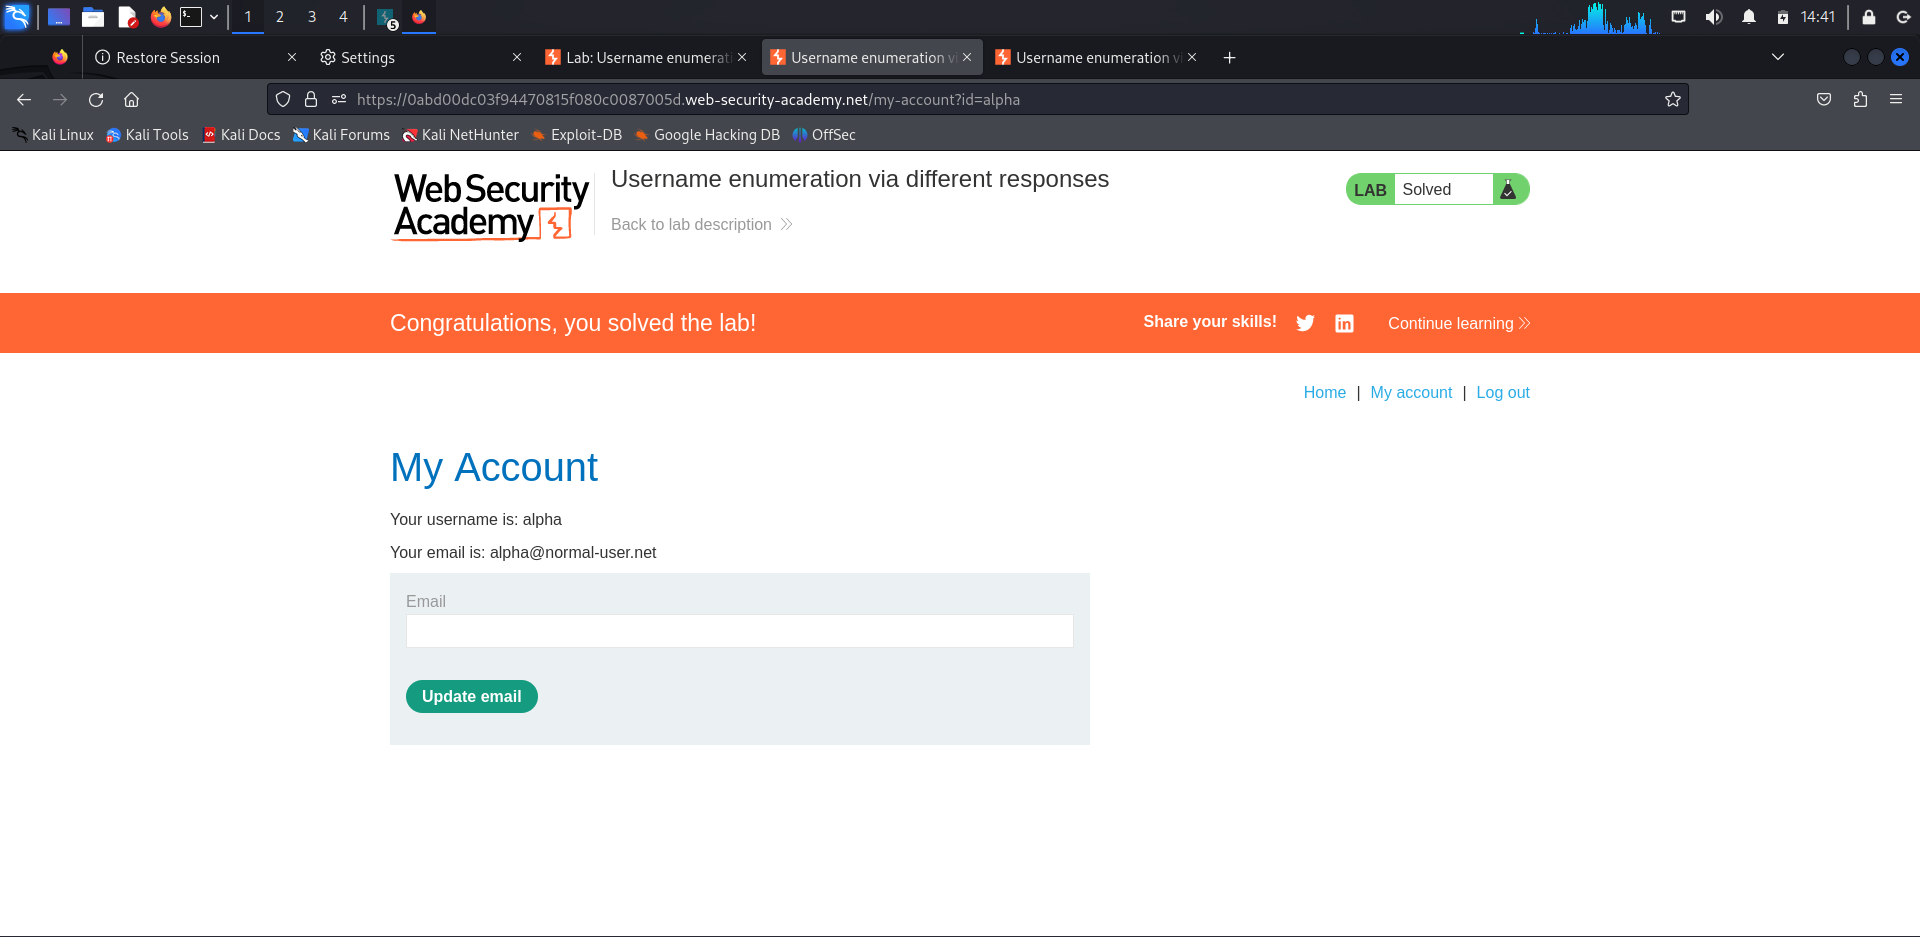 1 2 3 4 5 14:41
Restore Session Settings Lab: Username enumerati Username enumeration vi Username enumeration vi
https://0abd00dc03f94470815f080c0087005d.web-security-academy.net/my-account?id=alpha
Kali Linux Kali Tools Kali Docs Kali Forums Kali NetHunter Exploit-DB Google Hacking DB OffSec
Web Security
Academy
Username enumeration via different responses
Back to lab description
LAB Solved
Congratulations, you solved the lab! Share your skills! Continue learning
Home | My account | Log out
My Account
Your username is: alpha
Your email is: alpha@normal-user.net
Email
Update email